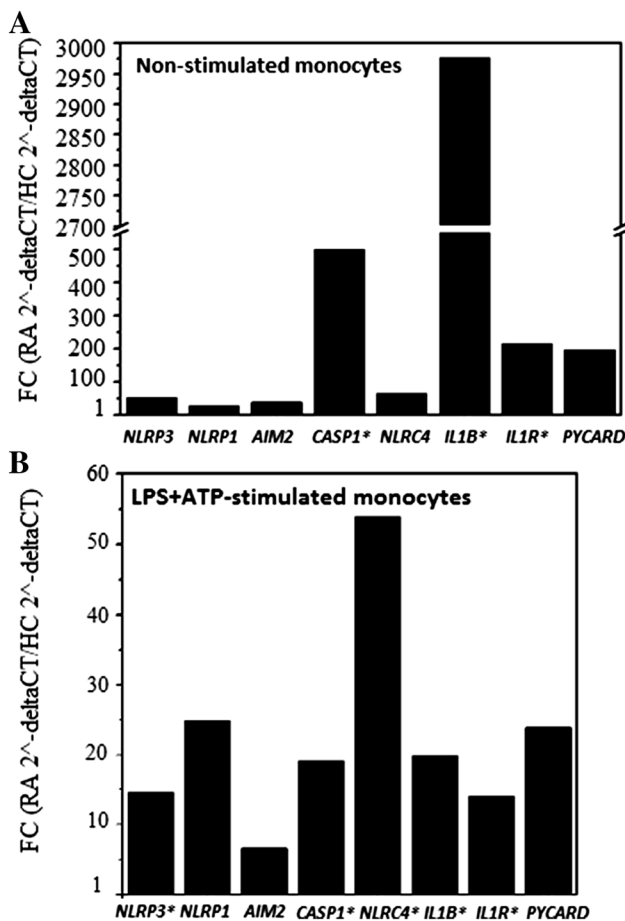 A
FC (RA 2^-deltaCT/HC 2^-deltaCT)
3000
2950
2900
2850
2800
2750
2700
500
400
300
200
100
1
Non-stimulated monocytes
NLRP3 NLRP1 AIM2 CASP1* NLRC4 IL1B* IL1R* PYCARD
B
FC (RA 2^-deltaCT/HC 2^-deltaCT)
60
50
40
30
20
10
1
LPS+ATP-stimulated monocytes
NLRP3* NLRP1 AIM2 CASP1* NLRC4* IL1B* IL1R* PYCARD